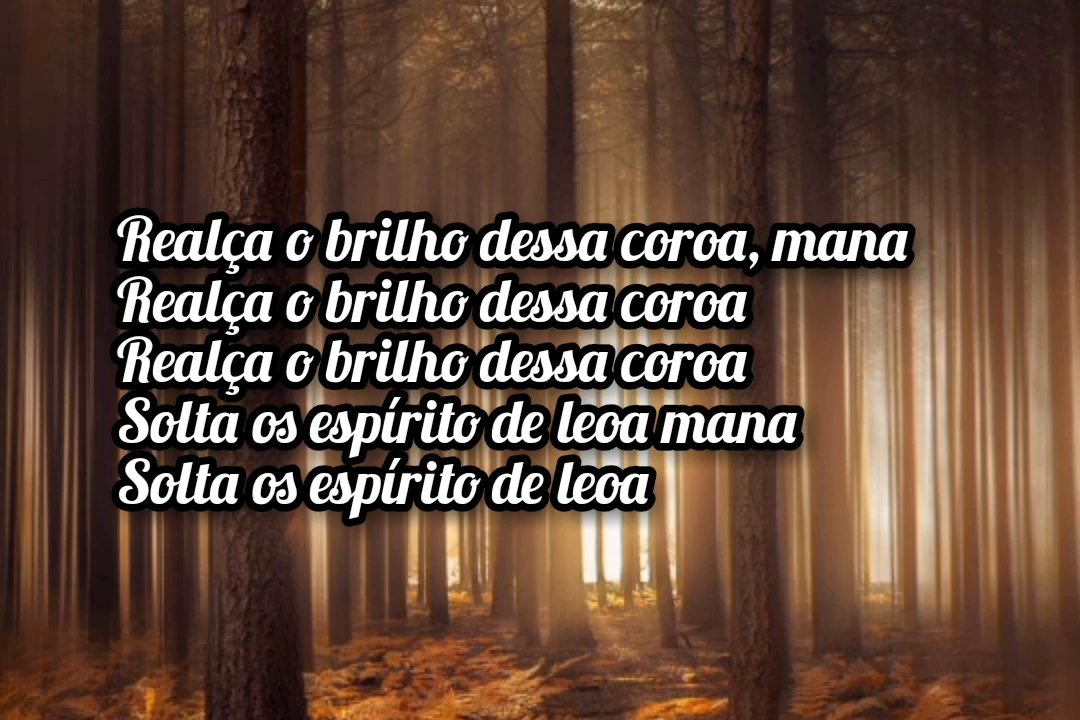 Realça o brilho dessa coroa, mana
Realça o brilho dessa coroa
Realça o brilho dessa coroa
Solta os espírito de leoa mana
Solta os espírito de leoa